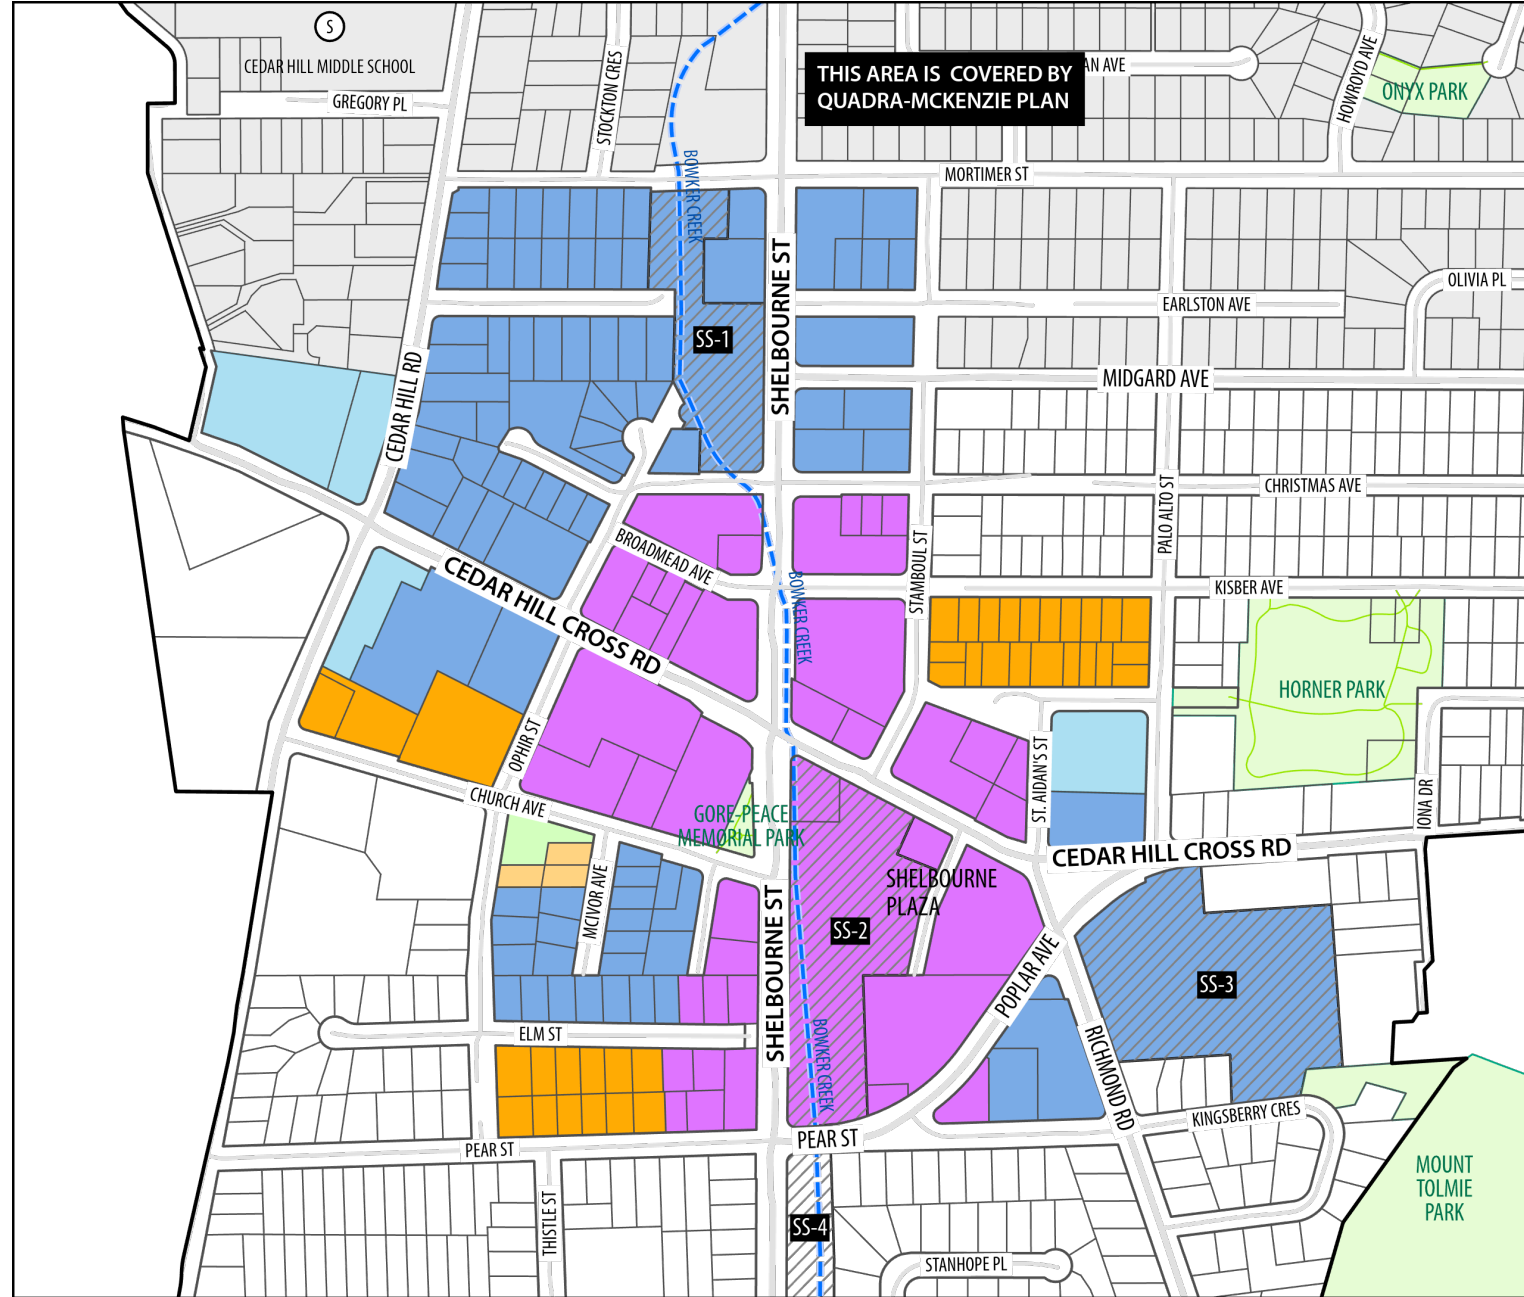 S
CEDAR HILL MIDDLE SCHOOL
GREGORY PL
STOCKTON CRES
THIS AREA IS COVERED BY
QUADRA-MCKENZIE PLAN
AN AVE
HOWROYD AVE
ONYX PARK
BOWKER CREEK
MORTIMER ST
SHELBOURNE ST
OLIVIA PL
EARLSTON AVE
SS-1
CEDAR HILL RD
MIDGARD AVE
CHRISTMAS AVE
PALO ALTO ST
BROADMEAD AVE
STAMBOUL ST
CEDAR HILL CROSS RD
BOWKER CREEK
KISBER AVE
HORNER PARK
OPHIR ST
ST. AIDAN'S ST
IONA DR
CHURCH AVE
GORE-PEACE
MEMORIAL PARK
CEDAR HILL CROSS RD
SHELBOURNE
PLAZA
MCIVOR AVE
SS-2
SHELBOURNE ST
POPLAR AVE
SS-3
ELM ST
BOWKER CREEK
RICHMOND RD
KINGSBERRY CRES
PEAR ST
PEAR ST
MOUNT
TOLMIE
PARK
THISTLE ST
SS-4
STANHOPE PL